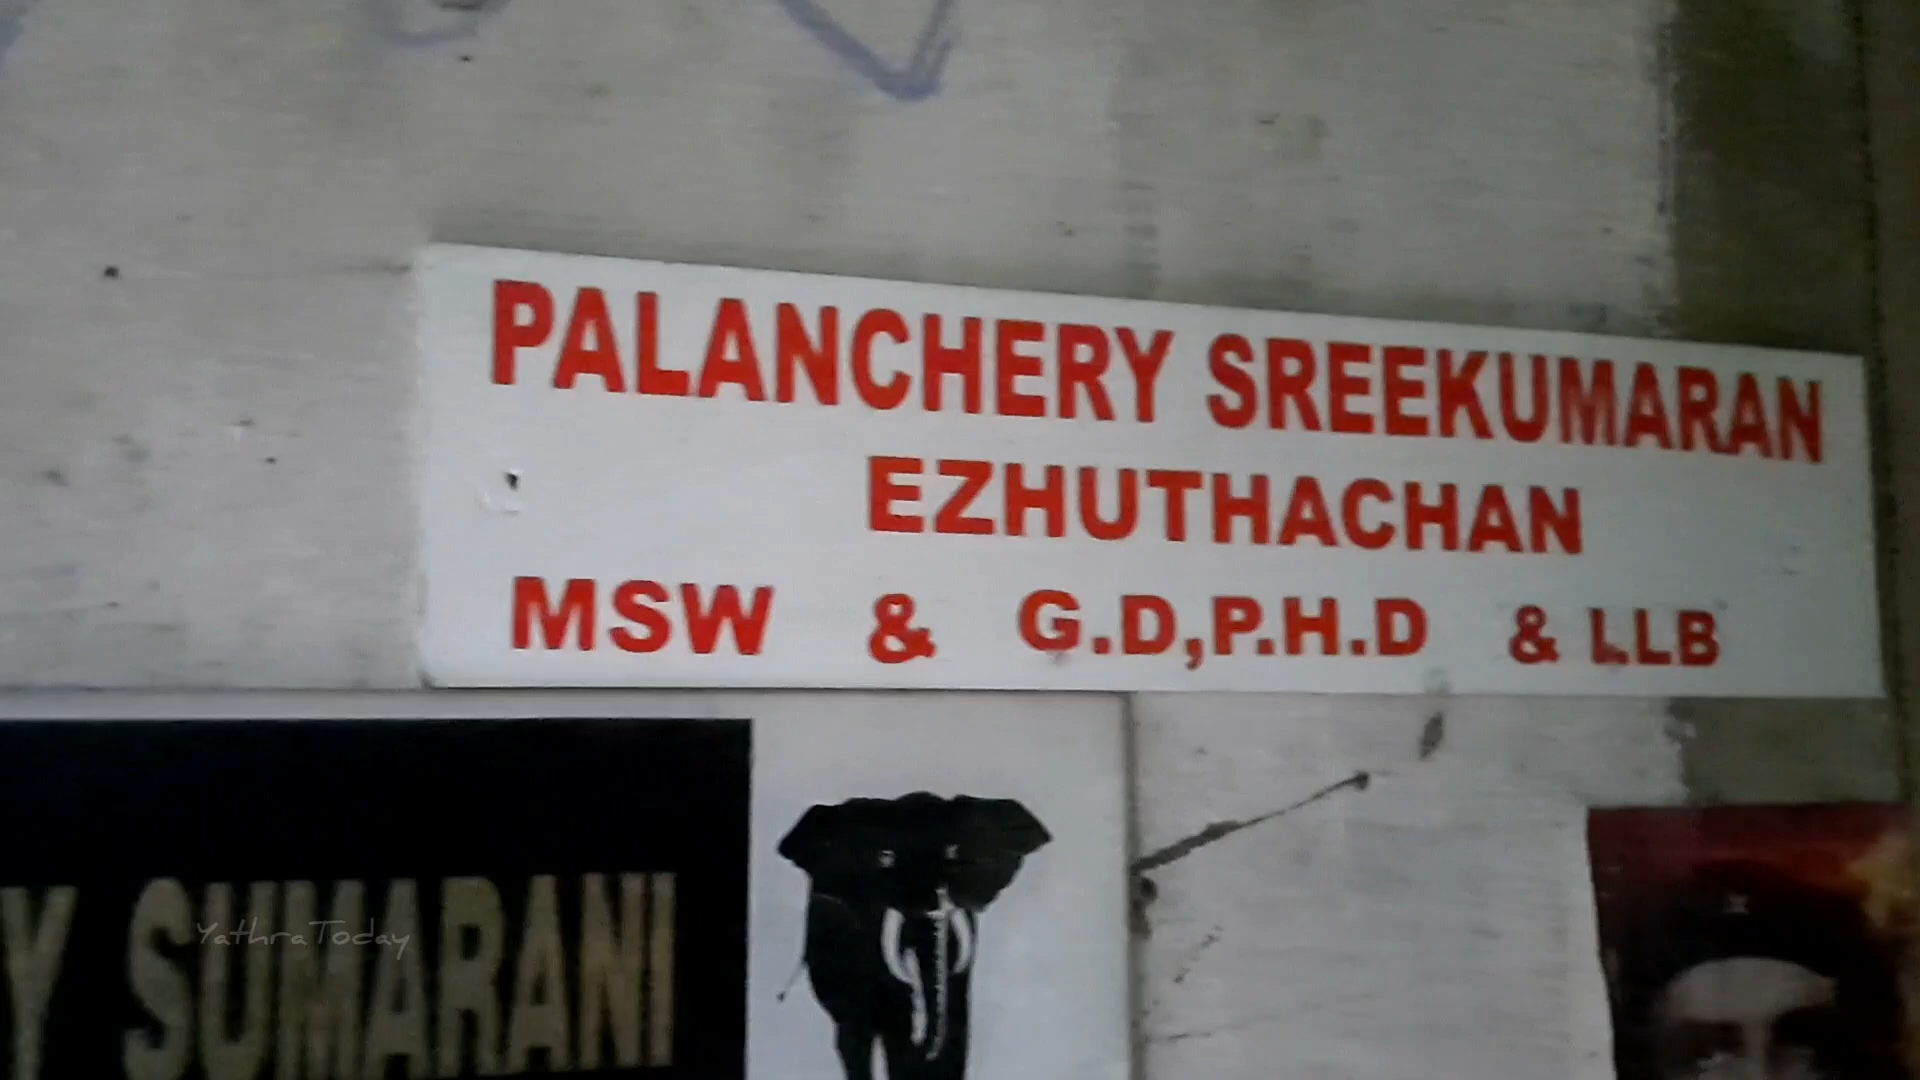 PALANCHERY SREEKUMARAN
EZHUTHACHAN
MSW & G.D,P.H.D & LLB
Y SUMARANI
YathraToday